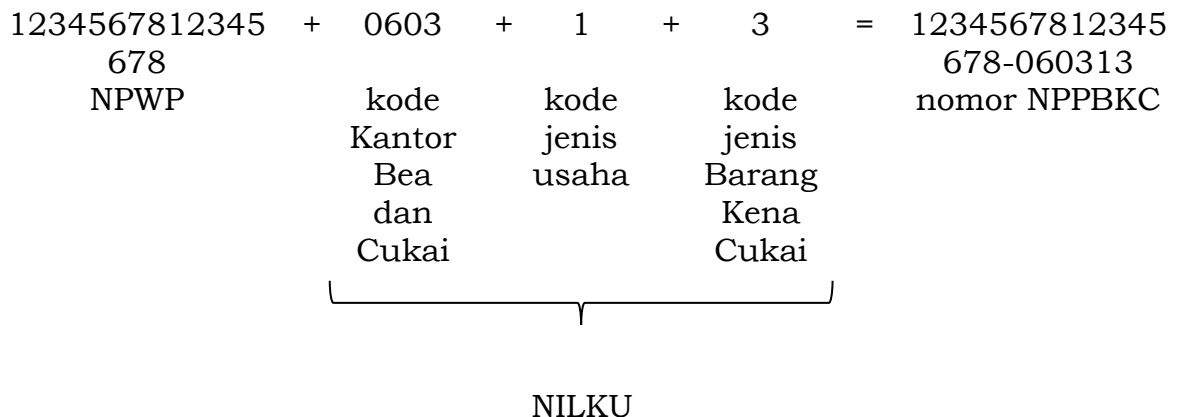 1234567812345 + 0603 + 1 + 3 = 1234567812345
678 678-060313
NPWP kode kode kode nomor NPPBKC
Kantor jenis jenis
Bea usaha Barang
dan Kena
Cukai Cukai
NILKU